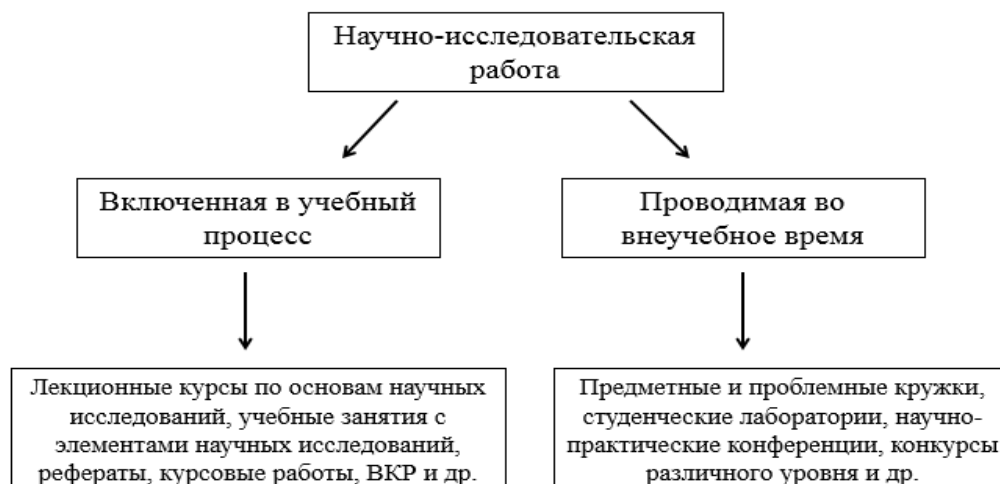 Научно-исследовательская
работа
Включенная в учебный
процесс
Проводимая во
внеучебное время
Лекционные курсы по основам научных
исследований, учебные занятия с
элементами научных исследований,
рефераты, курсовые работы, ВКР и др.
Предметные и проблемные кружки,
студенческие лаборатории, научно-
практические конференции, конкурсы
различного уровня и др.